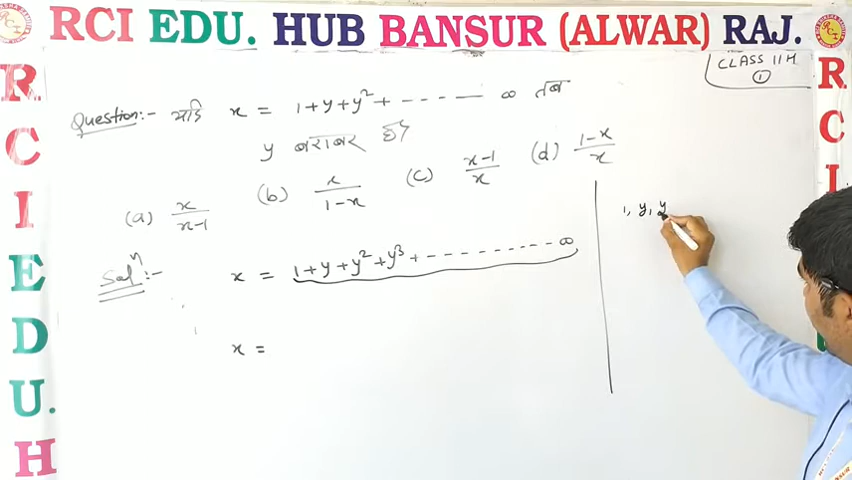 RCI EDU. HUB BANSUR (ALWAR) RAJ.
CLASS 11H
①
Question:- यदि x = 1+y+y²+ ----- ∞ तब
y बराबर है?
(a) x/(x-1) (b) x/(1-x) (c) (x-1)/x (d) (1-x)/x
Solⁿ:- x = 1+y+y²+y³+ --------- ∞
x =
1, y, y
R
C
I
E
D
U.
H
R
C
I